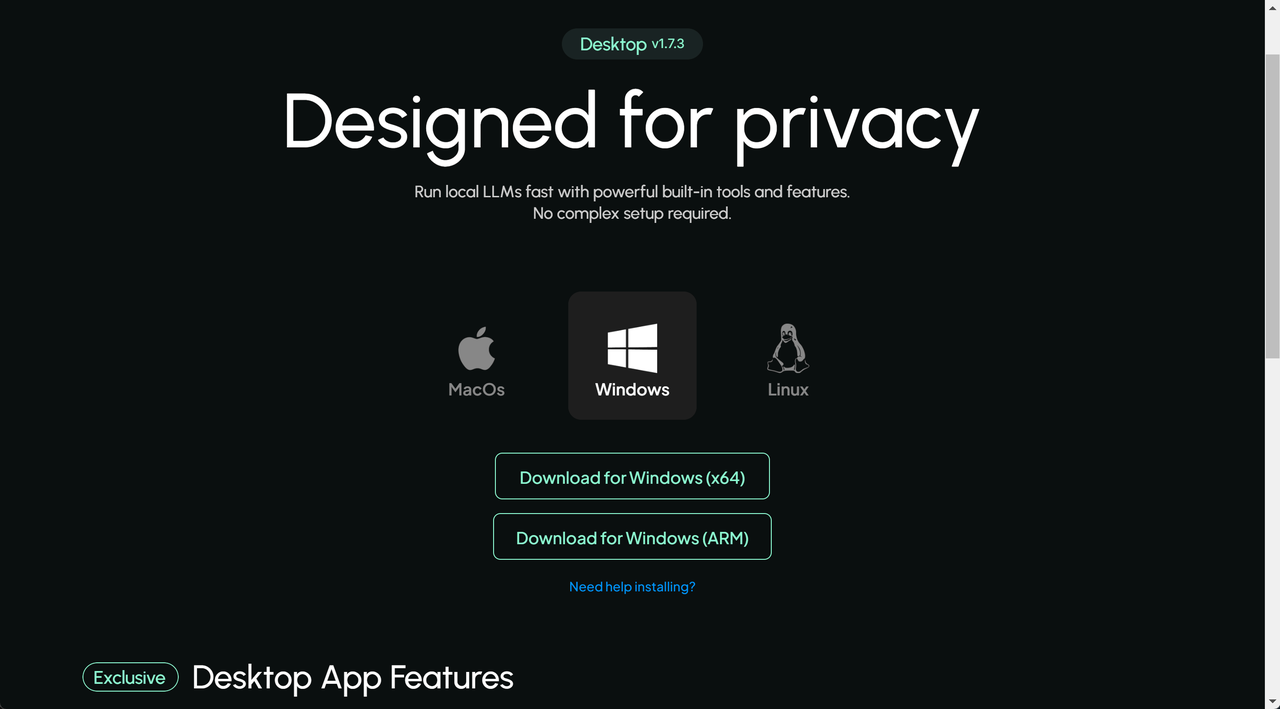 Desktop v1.7.3
Designed for privacy
Run local LLMs fast with powerful built-in tools and features.
No complex setup required.
MacOs
Windows
Linux
Download for Windows (x64)
Download for Windows (ARM)
Need help installing?
Exclusive Desktop App Features